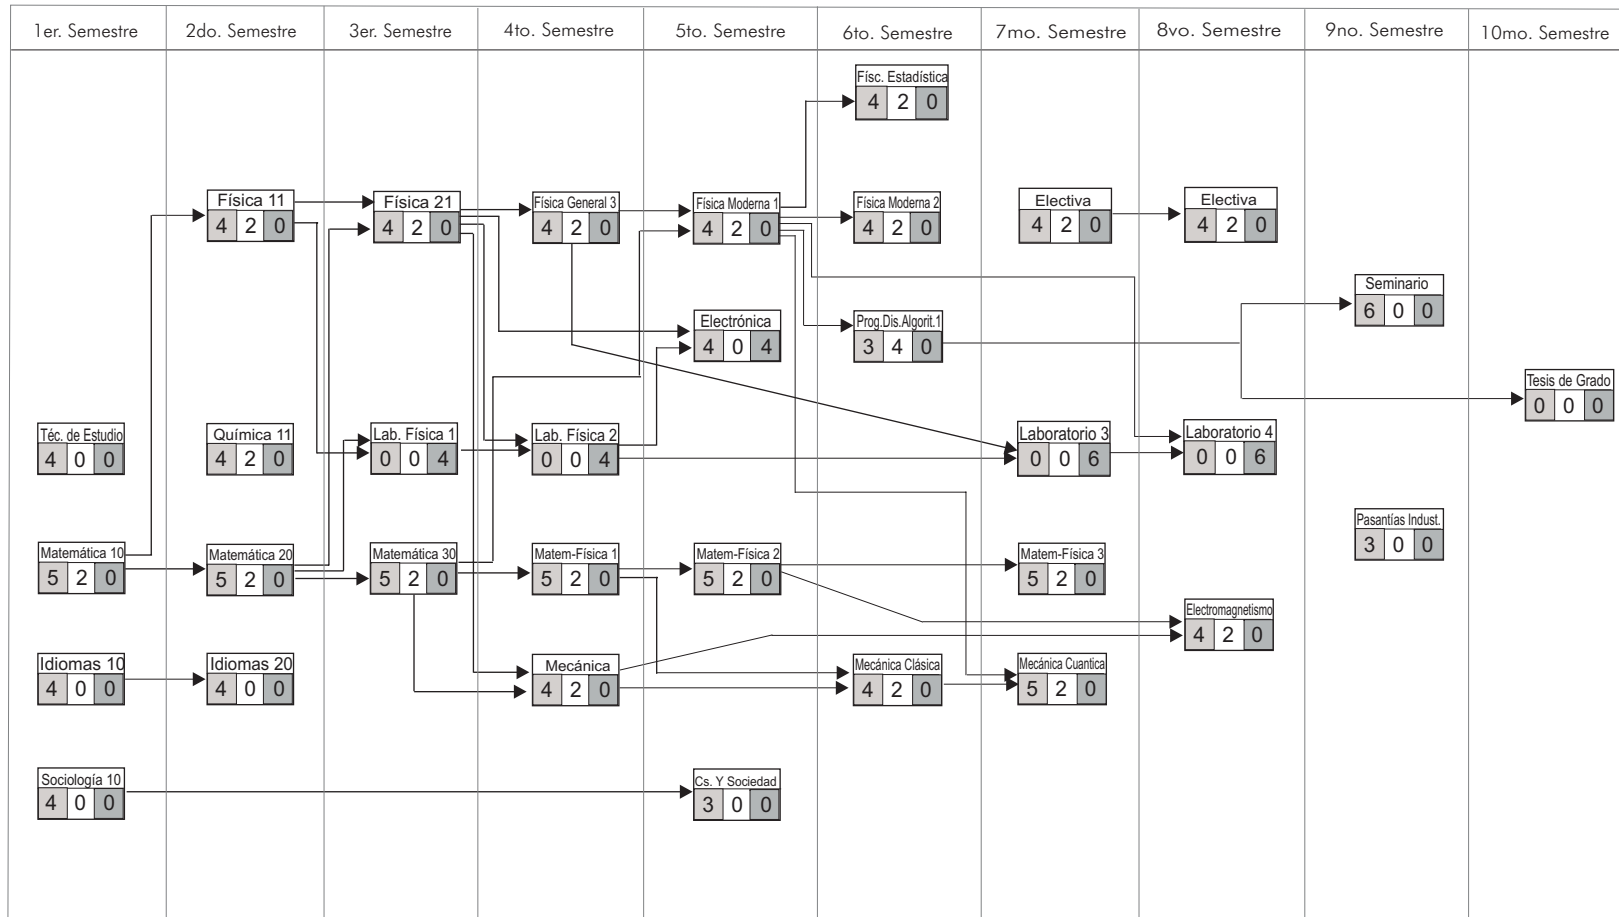 1er. Semestre 2do. Semestre 3er. Semestre 4to. Semestre 5to. Semestre 6to. Semestre 7mo. Semestre 8vo. Semestre 9no. Semestre 10mo. Semestre
Físc. Estadística
4 2 0
Física 11 Física 21 Física General 3 Física Moderna 1 Física Moderna 2 Electiva Electiva
4 2 0 4 2 0 4 2 0 4 2 0 4 2 0 4 2 0 4 2 0
Seminario
6 0 0
Electrónica Prog.Dis.Algorit.1
4 0 4 3 4 0
Tesis de Grado
0 0 0
Téc. de Estudio Química 11 Lab. Física 1 Lab. Física 2 Laboratorio 3 Laboratorio 4
4 0 0 4 2 0 0 0 4 0 0 4 0 0 6 0 0 6
Pasantías Indust.
3 0 0
Matemática 10 Matemática 20 Matemática 30 Matem-Física 1 Matem-Física 2 Matem-Física 3
5 2 0 5 2 0 5 2 0 5 2 0 5 2 0 5 2 0
Electromagnetismo
4 2 0
Idiomas 10 Idiomas 20 Mecánica Mecánica Clásica Mecánica Cuantica
4 0 0 4 0 0 4 2 0 4 2 0 5 2 0
Sociología 10 Cs. Y Sociedad
4 0 0 3 0 0